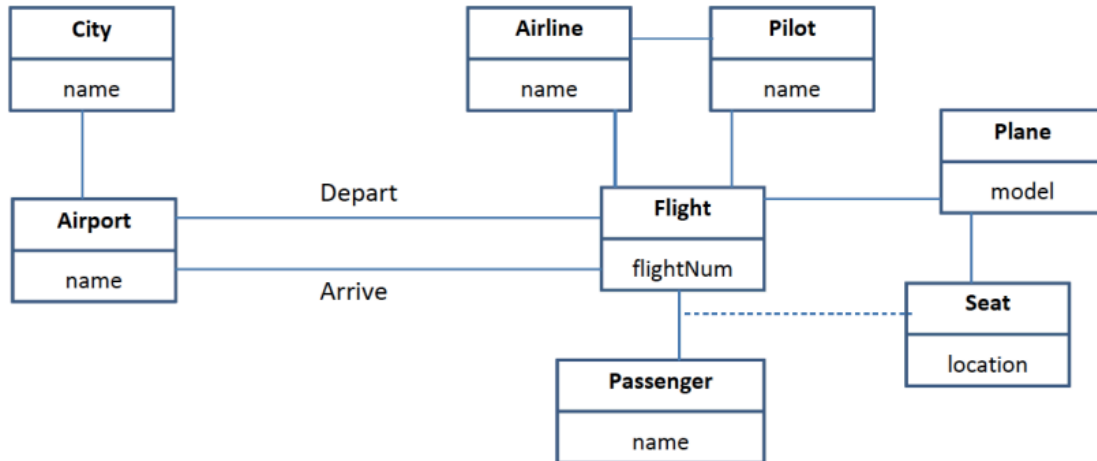 City
name
Airline
name
Pilot
name
Plane
model
Depart
Airport
name
Arrive
Flight
flightNum
Seat
location
Passenger
name